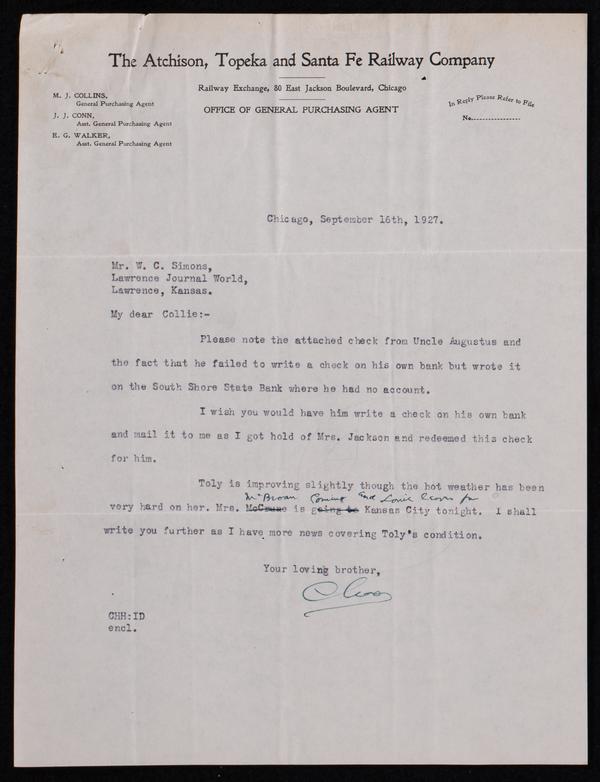 The Atchison, Topeka and Santa Fe Railway Company
Railway Exchange, 80 East Jackson Boulevard, Chicago
OFFICE OF GENERAL PURCHASING AGENT
M. J. COLLINS,
General Purchasing Agent
J. J. CONN,
Asst. General Purchasing Agent
E. G. WALKER,
Asst. General Purchasing Agent
In Reply Please Refer to File
No.
Chicago, September 16th, 1927.
Mr. W. C. Simons,
Lawrence Journal World,
Lawrence, Kansas.
My dear Collie:-
Please note the attached check from Uncle Augustus and
the fact that he failed to write a check on his own bank but wrote it
on the South Shore State Bank where he had no account.
I wish you would have him write a check on his own bank
and mail it to me as I got hold of Mrs. Jackson and redeemed this check
for him.
Toly is improving slightly though the hot weather has been
coming and Louie leaves for
very hard on her. Mrs. is going to Kansas City tonight. I shall
write you further as I have more news covering Toly's condition.
Your loving brother,
CHH:ID
encl.